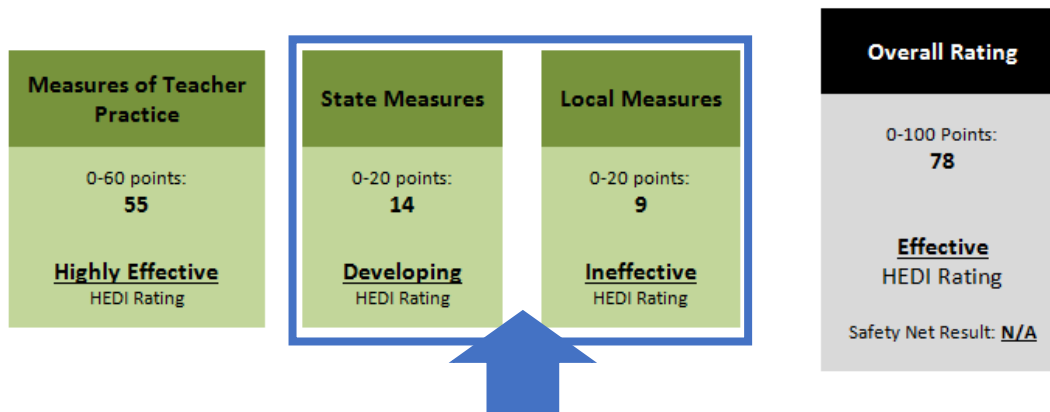 Measures of Teacher
Practice
0-60 points:
55
Highly Effective
HEDI Rating
State Measures
0-20 points:
14
Developing
HEDI Rating
Local Measures
0-20 points:
9
Ineffective
HEDI Rating
Overall Rating
0-100 Points:
78
Effective
HEDI Rating
Safety Net Result: N/A